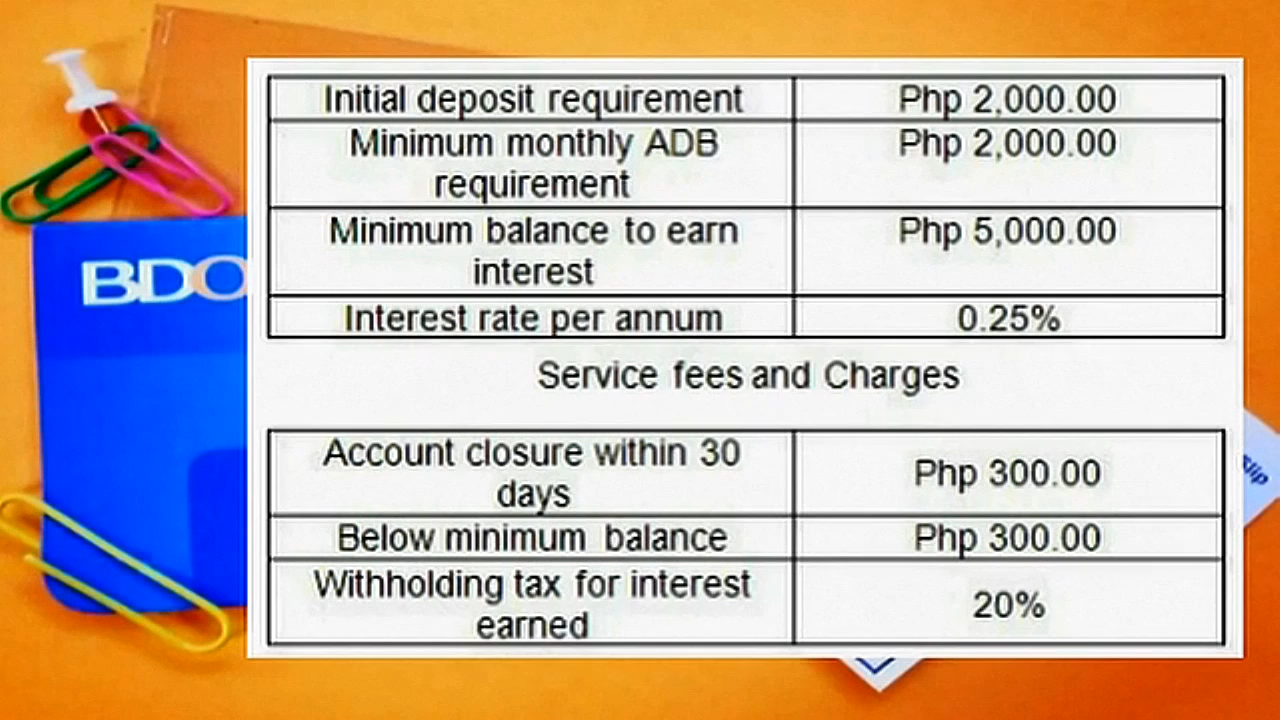 BDO
Initial deposit requirement Php 2,000.00
Minimum monthly ADB Php 2,000.00
requirement
Minimum balance to earn Php 5,000.00
interest
Interest rate per annum 0.25%
Service fees and Charges
Account closure within 30
days Php 300.00
Below minimum balance Php 300.00
Withholding tax for interest
earned 20%
Slip